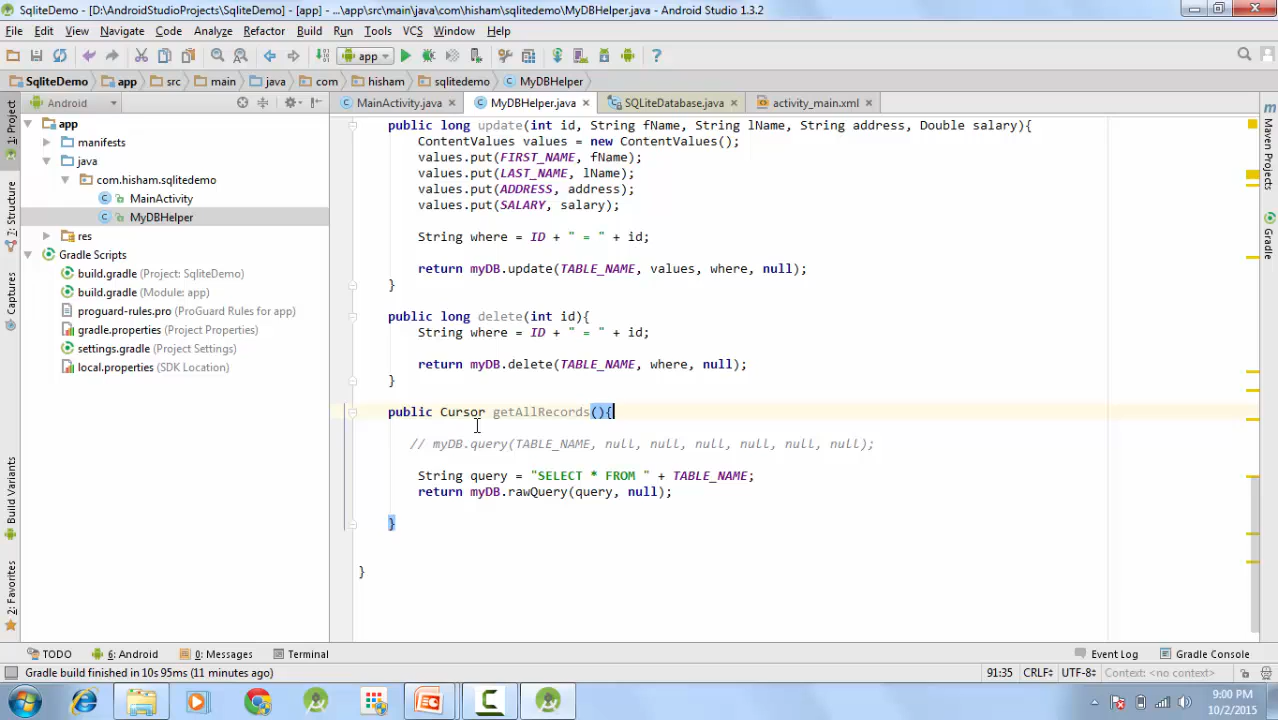 SqliteDemo - [D:\AndroidStudioProjects\SqliteDemo] - [app] - ...\app\src\main\java\com\hisham\sqlitedemo\MyDBHelper.java - Android Studio 1.3.2
File Edit View Navigate Code Analyze Refactor Build Run Tools VCS Window Help
app
SqliteDemo app src main java com hisham sqlitedemo MyDBHelper
Android
MainActivity.java MyDBHelper.java SQLiteDatabase.java activity_main.xml
1: Project
2: Structure
Captures
Build Variants
2: Favorites
app
manifests
java
com.hisham.sqlitedemo
MainActivity
MyDBHelper
res
Gradle Scripts
build.gradle (Project: SqliteDemo)
build.gradle (Module: app)
proguard-rules.pro (ProGuard Rules for app)
gradle.properties (Project Properties)
settings.gradle (Project Settings)
local.properties (SDK Location)
public long update(int id, String fName, String lName, String address, Double salary){
ContentValues values = new ContentValues();
values.put(FIRST_NAME, fName);
values.put(LAST_NAME, lName);
values.put(ADDRESS, address);
values.put(SALARY, salary);
String where = ID + " = " + id;
return myDB.update(TABLE_NAME, values, where, null);
}
public long delete(int id){
String where = ID + " = " + id;
return myDB.delete(TABLE_NAME, where, null);
}
public Cursor getAllRecords(){
// myDB.query(TABLE_NAME, null, null, null, null, null, null);
String query = "SELECT * FROM " + TABLE_NAME;
return myDB.rawQuery(query, null);
}
}
m
Maven Projects
Gradle
TODO 6: Android 0: Messages Terminal Event Log Gradle Console
Gradle build finished in 10s 95ms (11 minutes ago) 91:35 CRLF UTF-8 Context: <no context>
9:00 PM
10/2/2015